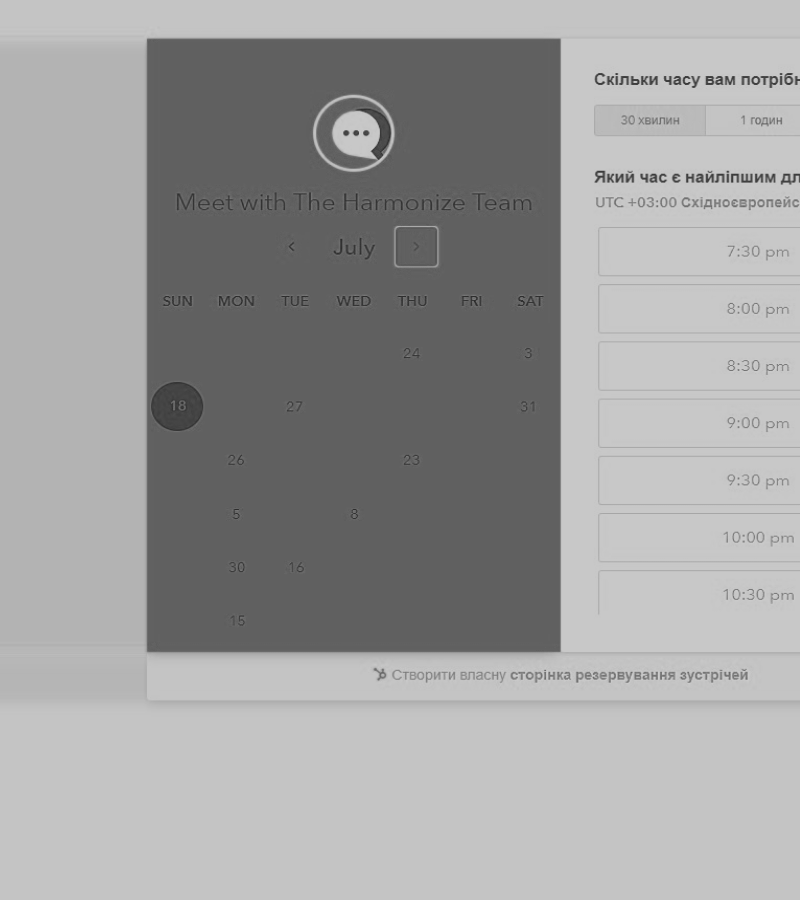 Meet with The Harmonize Team
July
SUN MON TUE WED THU FRI SAT
24 3
18 27 31
26 23
5 8
30 16
15
Скільки часу вам
30 хвилин 1 годин
Який час є найліпшим
UTC +03:00
7:30 pm
8:00 pm
8:30 pm
9:00 pm
9:30 pm
10:00 pm
10:30 pm
Створити власну сторінка резервування зустрічей